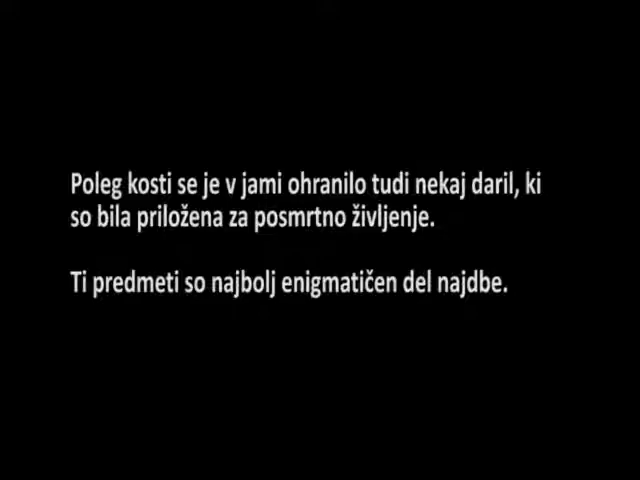 Poleg kosti se je v jami ohranilo tudi nekaj daril, ki
so bila priložena za posmrtno življenje.
Ti predmeti so najbolj enigmatičen del najdbe.